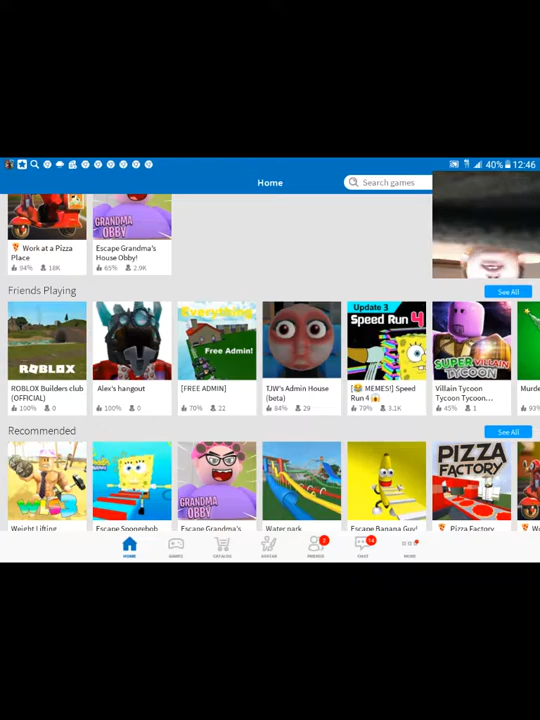 40% 12:46
Home
Search games
GRANDMA
OBBY
Work at a Pizza
Place
94% 18K
Escape Grandma's
House Obby!
65% 2.9K
Friends Playing
See All
ROBLOX
Everything
Free Admin!
Update 3
Speed Run 4
SUPER VILLAIN
TYCOON
ROBLOX Builders club
(OFFICIAL)
100% 0
Alex's hangout
100% 0
[FREE ADMIN]
70% 22
TJW's Admin House
(beta)
84% 29
[😂 MEMES!] Speed
Run 4😱
79% 3.1K
Villain Tycoon
Tycoon Tycoon...
45% 1
Murde
Recommended
See All
GRANDMA
OBBY
PIZZA
FACTORY
Weight Lifting
Escape Spongebob
Escape Grandma's
Water park
Escape Banana Guy!
Pizza Factory
HOME
GAMES
CATALOG
AVATAR
2
FRIENDS
14
CHAT
MORE